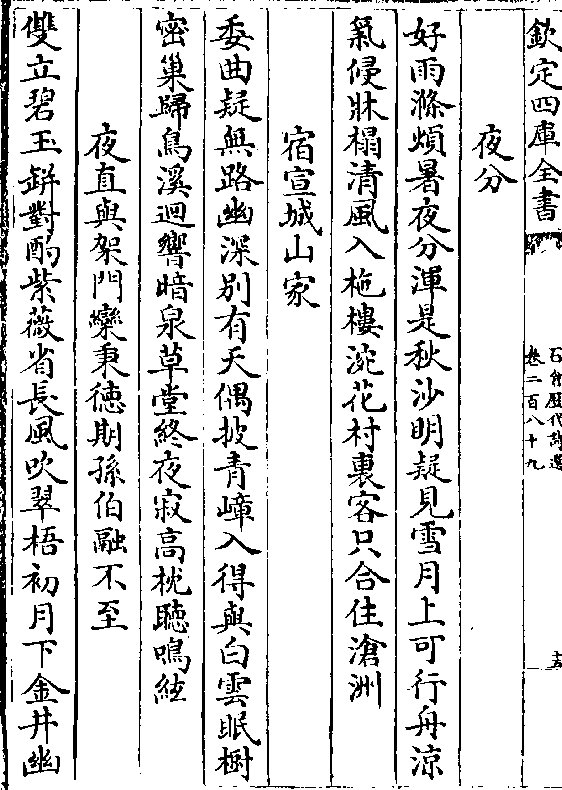 欽定四庫全書
石倉歷代詩選
卷二百八十九
十五
夜分
好雨滌煩暑夜分渾是秋沙明疑見雪月上可行舟涼
氣侵牀榻清風入柂樓浣花村裏客只合住滄洲
宿宣城山家
委曲疑無路幽深别有天偶披青嶂入得與白雲眠樹
密巢歸鳥溪迴響暗泉草堂終夜寂高枕聽鳴絃
夜直與架閣欒秉徳期孫伯融不至
雙立碧玉缾對酌紫薇省長風吹翠梧初月下金井幽